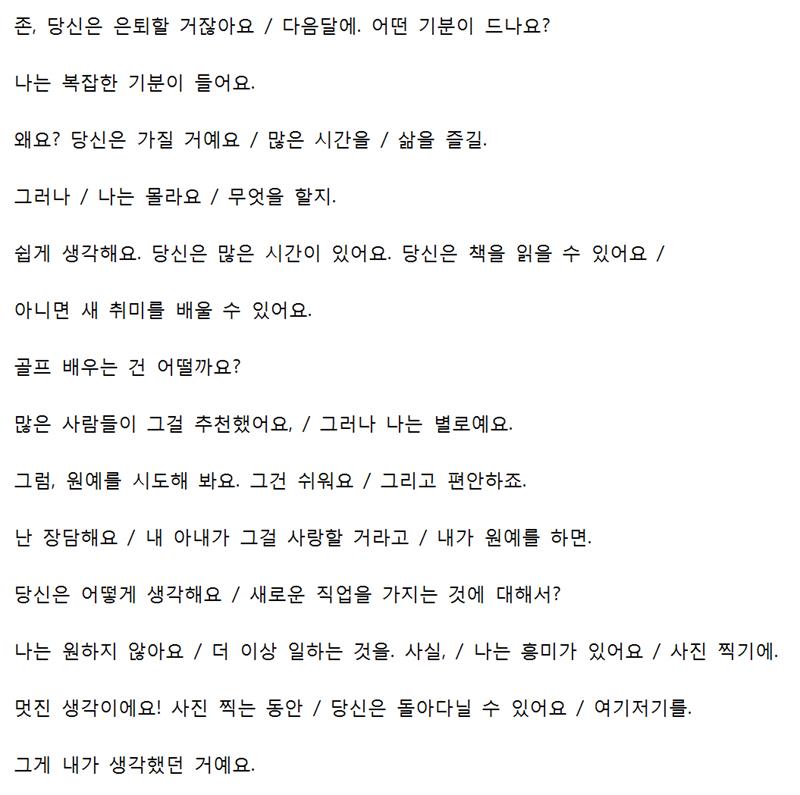 존, 당신은 은퇴할 거잖아요 / 다음달에. 어떤 기분이 드나요?
나는 복잡한 기분이 들어요.
왜요? 당신은 가질 거예요 / 많은 시간을 / 삶을 즐길.
그러나 / 나는 몰라요 / 무엇을 할지.
쉽게 생각해요. 당신은 많은 시간이 있어요. 당신은 책을 읽을 수 있어요 /
아니면 새 취미를 배울 수 있어요.
골프 배우는 건 어떨까요?
많은 사람들이 그걸 추천했어요, / 그러나 나는 별로예요.
그럼, 원예를 시도해 봐요. 그건 쉬워요 / 그리고 편안하죠.
난 장담해요 / 내 아내가 그걸 사랑할 거라고 / 내가 원예를 하면.
당신은 어떻게 생각해요 / 새로운 직업을 가지는 것에 대해서?
나는 원하지 않아요 / 더 이상 일하는 것을. 사실, / 나는 흥미가 있어요 / 사진 찍기에.
멋진 생각이에요! 사진 찍는 동안 / 당신은 돌아다닐 수 있어요 / 여기저기를.
그게 내가 생각했던 거예요.